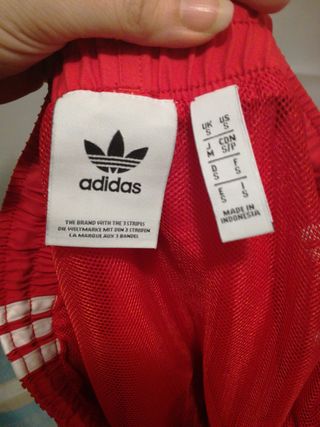 adidas
THE BRAND WITH THE 3 STRIPES
DIE WELTMARKE MIT DEN 3 STREIFEN
LA MARQUE AUX 3 BANDES
UK US
S S
J CDN
M S/P
D F
S S
E I
S S
MADE IN
INDONESIA